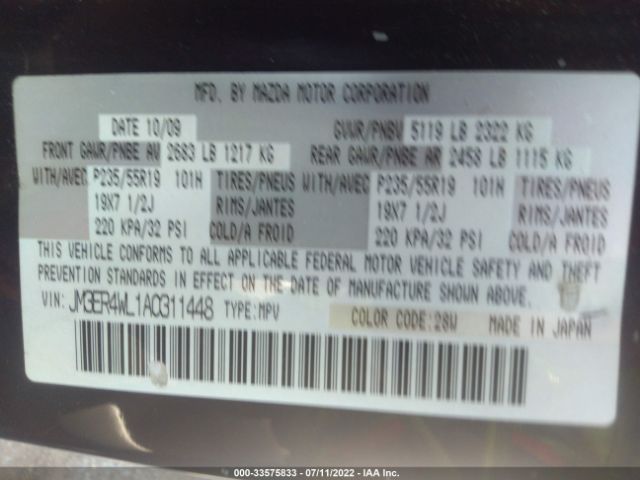 MFD. BY MAZDA MOTOR CORPORATION
DATE 10/09 GVWR/PNBV 5119 LB 2322 KG
FRONT GAWR/PNBE AV 2683 LB 1217 KG REAR GAWR/PNBE AR 2458 LB 1115 KG
WITH/AVEC P235/55R19 101H TIRES/PNEUS WITH/AVEC P235/55R19 101H TIRES/PNEUS
19X7 1/2J RIMS/JANTES 19X7 1/2J RIMS/JANTES
220 KPA/32 PSI COLD/A FROID 220 KPA/32 PSI COLD/A FROID
THIS VEHICLE CONFORMS TO ALL APPLICABLE FEDERAL MOTOR VEHICLE SAFETY AND THEFT
PREVENTION STANDARDS IN EFFECT ON THE DATE OF MANUFACTURE SHOWN ABOVE.
VIN: JM3ER4WL1A0311448 TYPE: MPV COLOR CODE: 28W MADE IN JAPAN
000-33575833 - 07/11/2022 - IAA Inc.